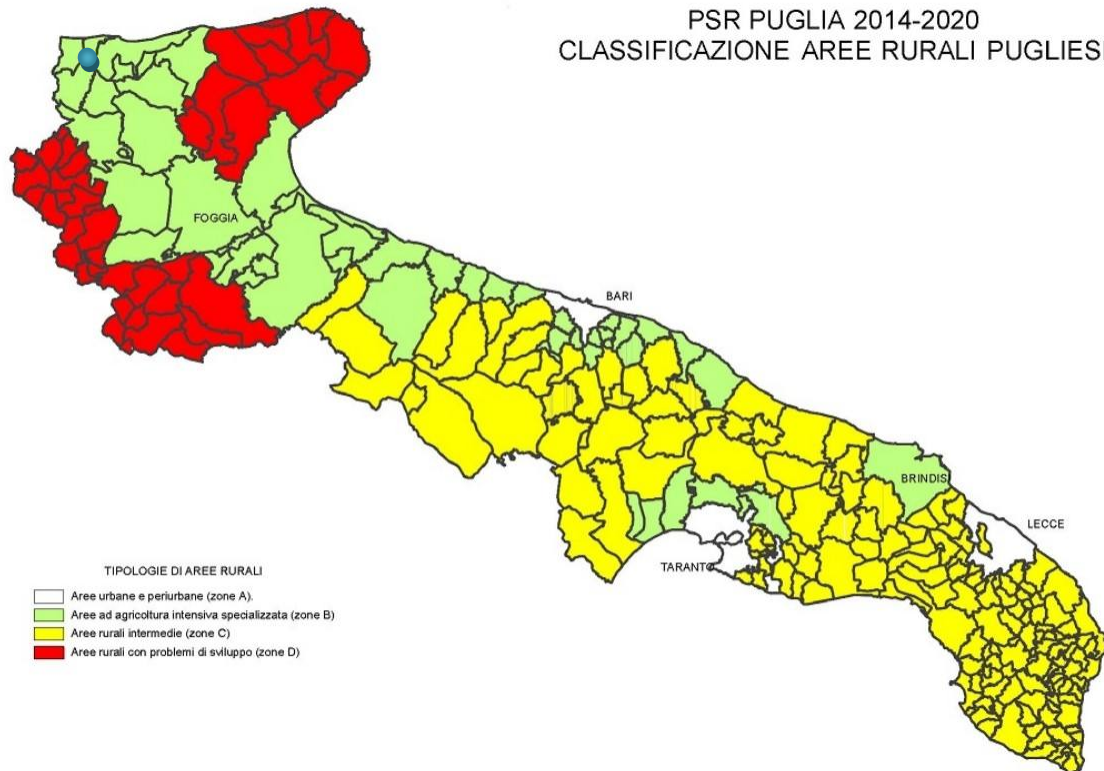 PSR PUGLIA 2014-2020
CLASSIFICAZIONE AREE RURALI PUGLIESI
FOGGIA
BARI
BRINDISI
LECCE
TARANTO
TIPOLOGIE DI AREE RURALI
Aree urbane e periurbane (zone A).
Aree ad agricoltura intensiva specializzata (zone B)
Aree rurali intermedie (zone C)
Aree rurali con problemi di sviluppo (zone D)